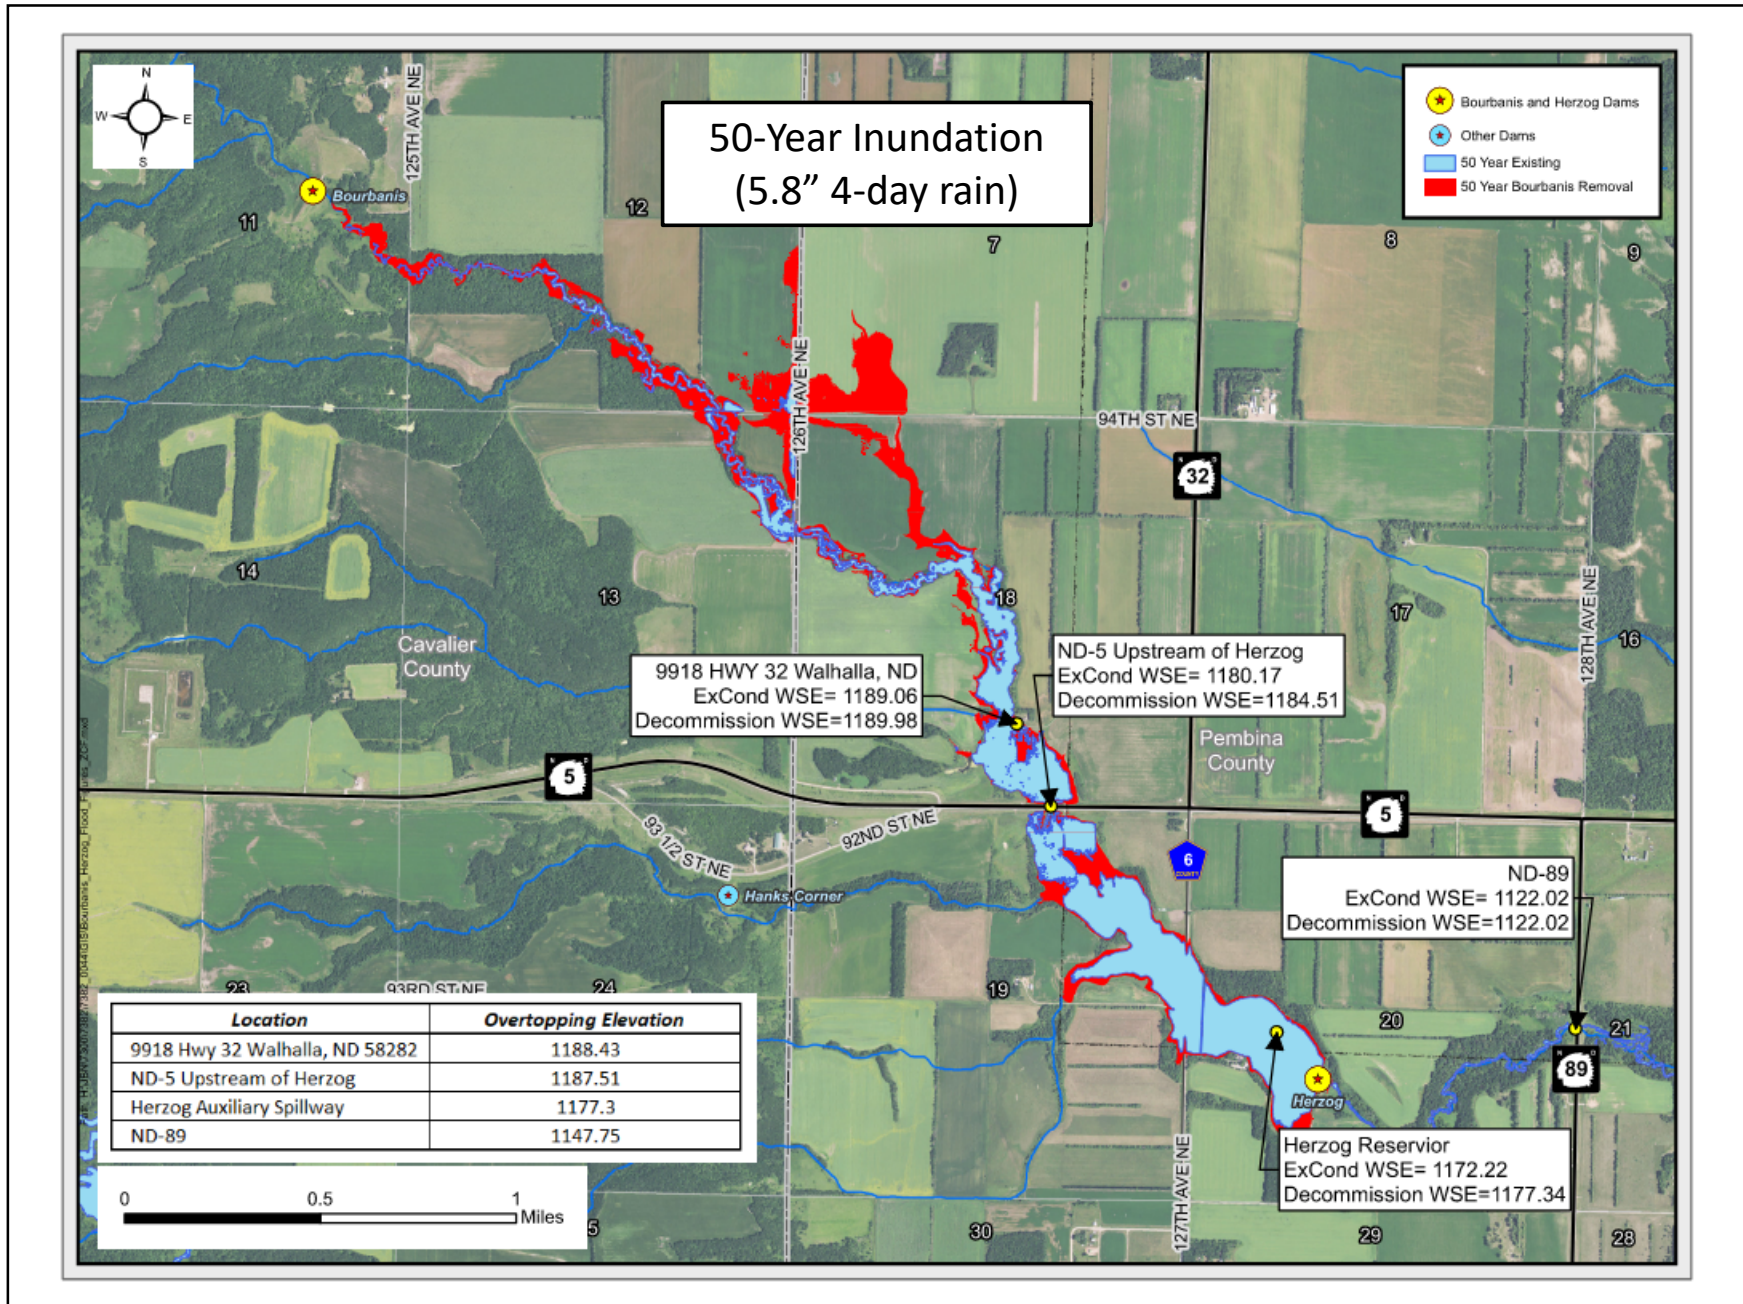 50-Year Inundation
(5.8” 4-day rain)
N
W
E
S
Bourbanis and Herzog Dams
Other Dams
50 Year Existing
50 Year Bourbanis Removal
125TH AVE NE
Bourbanis
11
12
7
8
9
126TH AVE NE
94TH ST NE
N D
32
14
13
18
17
16
128TH AVE NE
Cavalier
County
9918 HWY 32 Walhalla, ND
ExCond WSE= 1189.06
Decommission WSE=1189.98
ND-5 Upstream of Herzog
ExCond WSE= 1180.17
Decommission WSE=1184.51
Pembina
County
N D
5
N D
5
93 1/2 ST NE
92ND ST NE
6
COUNTY
Hanks Corner
ND-89
ExCond WSE= 1122.02
Decommission WSE=1122.02
23
93RD ST NE
24
19
20
21
N D
89
Location Overtopping Elevation
9918 Hwy 32 Walhalla, ND 58282 1188.43
ND-5 Upstream of Herzog 1187.51
Herzog Auxiliary Spillway 1177.3
ND-89 1147.75
Herzog
Herzog Reservior
ExCond WSE= 1172.22
Decommission WSE=1177.34
127TH AVE NE
0 0.5 1
Miles
5
30
29
28